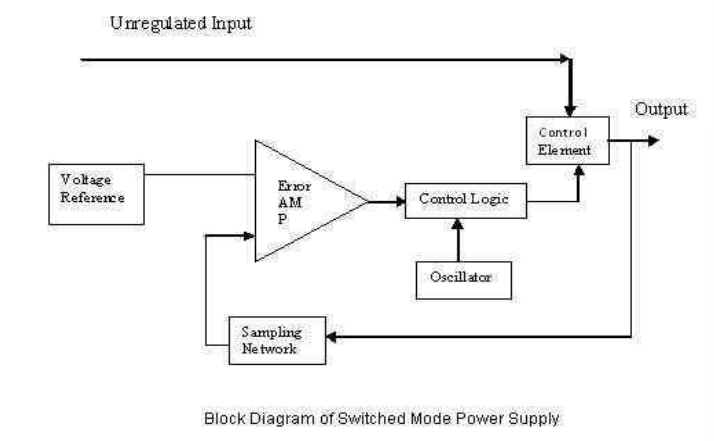 Unregulated Input
Output
Control
Element
Voltage
Reference
Error
AM
P
Control Logic
Oscillator
Sampling
Network
Block Diagram of Switched Mode Power Supply